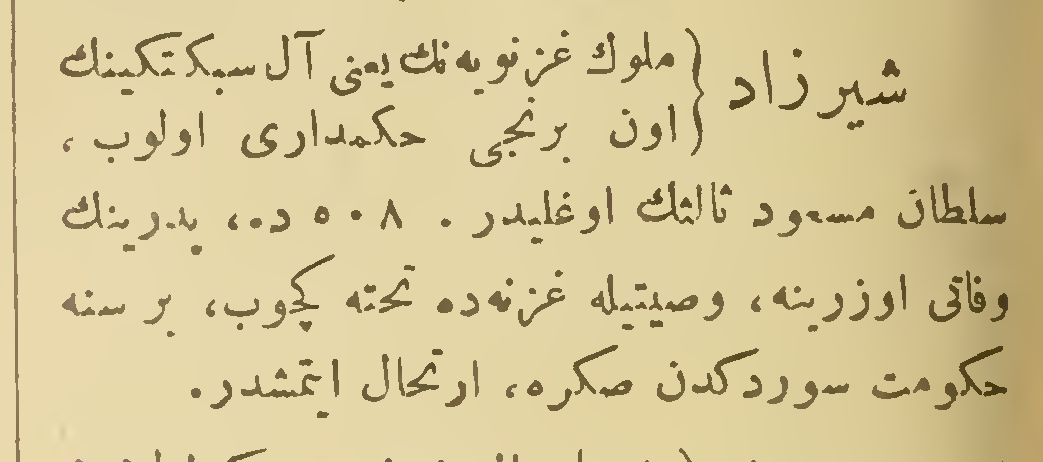 شیرزاد ( ملوك غزنویه‌نك یعنی آل سبكتكینك
( اون برنجی حكمداری اولوب ،
سلطان مسعود ثالثك اوغلیدر . ٥٠٨ ده، پدرینك
وفاتی اوزرینه، وصیتیله غزنه‌ده تخته كچوب، بر سنه
حكومت سوردكدن صكره، ارتحال ایتمشدر.